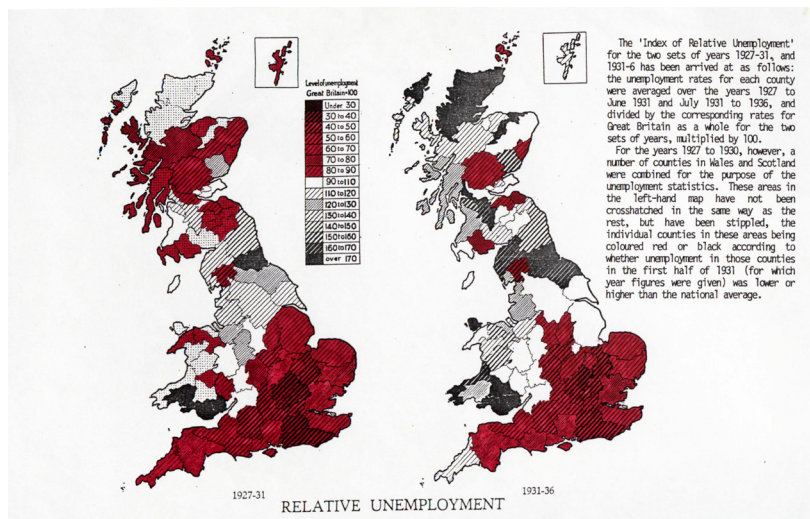 Level of unemployment
Great Britain=100
Under 30
30 to 40
40 to 50
50 to 60
60 to 70
70 to 80
80 to 90
90 to 110
110 to 120
120 to 130
130 to 140
140 to 150
150 to 160
160 to 170
over 170
The 'Index of Relative Unemployment'
for the two sets of years 1927-31, and
1931-6 has been arrived at as follows:
the unemployment rates for each county
were averaged over the years 1927 to
June 1931 and July 1931 to 1936, and
divided by the corresponding rates for
Great Britain as a whole for the two
sets of years, multiplied by 100.
For the years 1927 to 1930, however, a
number of counties in Wales and Scotland
were combined for the purpose of the
unemployment statistics. These areas in
the left-hand map have not been
crosshatched in the same way as the
rest, but have been stippled, the
individual counties in these areas being
coloured red or black according to
whether unemployment in those counties
in the first half of 1931 (for which
year figures were given) was lower or
higher than the national average.
1927-31
1931-36
RELATIVE UNEMPLOYMENT